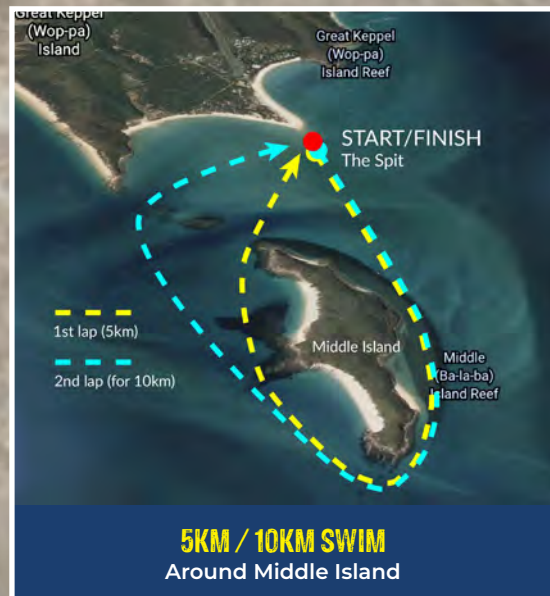 Great Keppel
(Wop-pa)
Island
Great Keppel
(Wop-pa)
Island Reef
START/FINISH
The Spit
1st lap (5km)
2nd lap (for 10km)
Middle Island
Middle
(Ba-la-ba)
Island Reef
5KM / 10KM SWIM
Around Middle Island